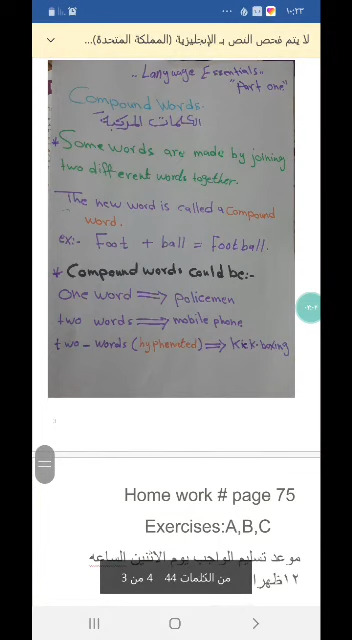 ١٠:٢٣
لا يتم فحص النص بـ الإنجليزية (المملكة المتحدة)...
.. Language Essentials..
"Part one"
Compound Words.
الكلمات المركبة
* Some words are made by joining
two different words together.
The new word is called a Compound
word.
ex:- Foot + ball = Football.
* Compound words could be:-
one word ⟹ policemen
two words ⟹ mobile phone
two - words (hyphenated) ⟹ Kick-boxing
Home work # page 75
Exercises:A,B,C
موعد تسليم الواجب يوم الاثنين الساعه
١٢ظهرا
3 من 4 44 من الكلمات